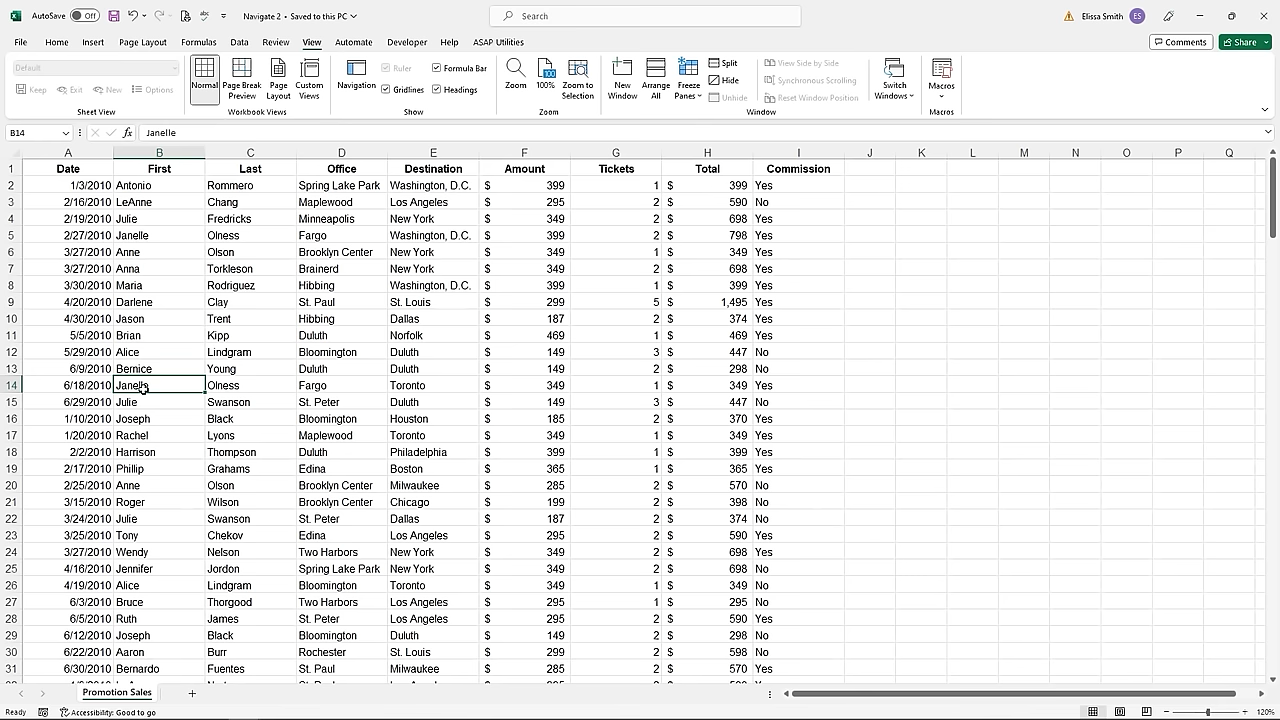 AutoSave Off Navigate 2 • Saved to this PC Search Elissa Smith ES
File Home Insert Page Layout Formulas Data Review View Automate Developer Help ASAP Utilities Comments Share
Default
Keep Exit New Options
Sheet View
Normal Page Break Preview Page Layout Custom Views
Workbook Views
Navigation Ruler Formula Bar
Gridlines Headings
Show
Zoom 100% Zoom to Selection
Zoom
New Window Arrange All Freeze Panes Split Hide Unhide
View Side by Side
Synchronous Scrolling
Reset Window Position
Switch Windows
Window
Macros
Macros
B14 fx Janelle
A B C D E F G H I J K L M N O P Q
1 Date First Last Office Destination Amount Tickets Total Commission
2 1/3/2010 Antonio Rommero Spring Lake Park Washington, D.C. $ 399 1 $ 399 Yes
3 2/16/2010 LeAnne Chang Maplewood Los Angeles $ 295 2 $ 590 No
4 2/19/2010 Julie Fredricks Minneapolis New York $ 349 2 $ 698 Yes
5 2/27/2010 Janelle Olness Fargo Washington, D.C. $ 399 2 $ 798 Yes
6 3/27/2010 Anne Olson Brooklyn Center New York $ 349 1 $ 349 Yes
7 3/27/2010 Anna Torkleson Brainerd New York $ 349 2 $ 698 Yes
8 3/30/2010 Maria Rodriguez Hibbing Washington, D.C. $ 399 1 $ 399 Yes
9 4/20/2010 Darlene Clay St. Paul St. Louis $ 299 5 $ 1,495 Yes
10 4/30/2010 Jason Trent Hibbing Dallas $ 187 2 $ 374 Yes
11 5/5/2010 Brian Kipp Duluth Norfolk $ 469 1 $ 469 Yes
12 5/29/2010 Alice Lindgram Bloomington Duluth $ 149 3 $ 447 No
13 6/9/2010 Bernice Young Duluth Duluth $ 149 2 $ 298 No
14 6/18/2010 Janelle Olness Fargo Toronto $ 349 1 $ 349 Yes
15 6/29/2010 Julie Swanson St. Peter Duluth $ 149 3 $ 447 No
16 1/10/2010 Joseph Black Bloomington Houston $ 185 2 $ 370 Yes
17 1/20/2010 Rachel Lyons Maplewood Toronto $ 349 1 $ 349 Yes
18 2/2/2010 Harrison Thompson Duluth Philadelphia $ 399 1 $ 399 Yes
19 2/17/2010 Phillip Grahams Edina Boston $ 365 1 $ 365 Yes
20 2/25/2010 Anne Olson Brooklyn Center Milwaukee $ 285 2 $ 570 No
21 3/15/2010 Roger Wilson Brooklyn Center Chicago $ 199 2 $ 398 No
22 3/24/2010 Julie Swanson St. Peter Dallas $ 187 2 $ 374 No
23 3/25/2010 Tony Chekov Edina Los Angeles $ 295 2 $ 590 Yes
24 3/27/2010 Wendy Nelson Two Harbors New York $ 349 2 $ 698 Yes
25 4/16/2010 Jennifer Jordon Spring Lake Park New York $ 349 2 $ 698 No
26 4/19/2010 Alice Lindgram Bloomington Toronto $ 349 1 $ 349 No
27 6/3/2010 Bruce Thorgood Two Harbors Los Angeles $ 295 1 $ 295 No
28 6/5/2010 Ruth James St. Peter Los Angeles $ 295 2 $ 590 Yes
29 6/12/2010 Joseph Black Bloomington Duluth $ 149 2 $ 298 No
30 6/22/2010 Aaron Burr Rochester St. Louis $ 299 2 $ 598 No
31 6/30/2010 Bernardo Fuentes St. Paul Milwaukee $ 285 2 $ 570 Yes
Promotion Sales
Ready Accessibility: Good to go 120%